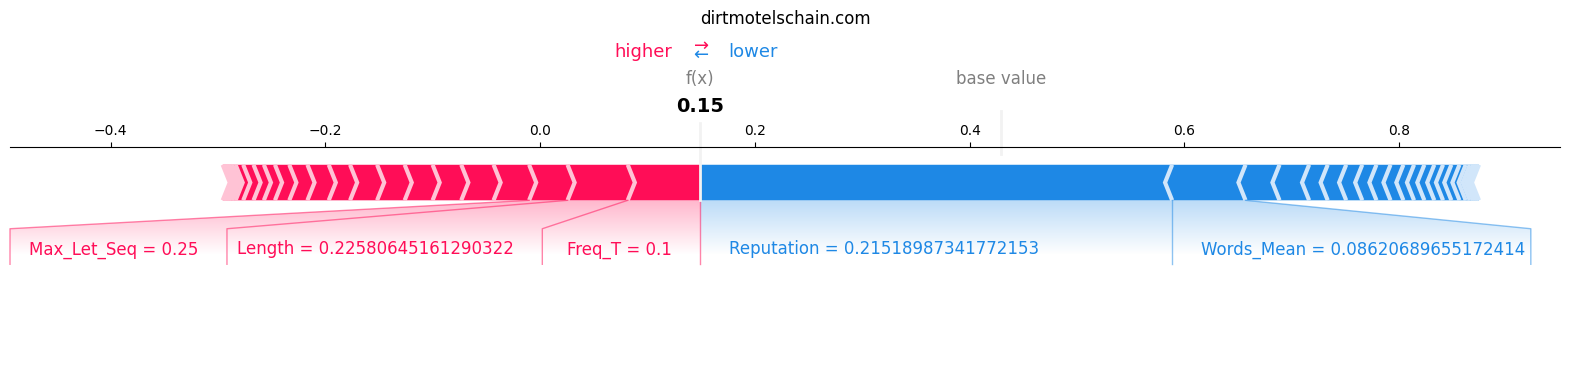 dirtmotelschain.com
higher ⇄ lower
f(x) base value
0.15
−0.4 −0.2 0.0 0.2 0.4 0.6 0.8
Max_Let_Seq = 0.25 Length = 0.22580645161290322 Freq_T = 0.1 Reputation = 0.21518987341772153 Words_Mean = 0.08620689655172414